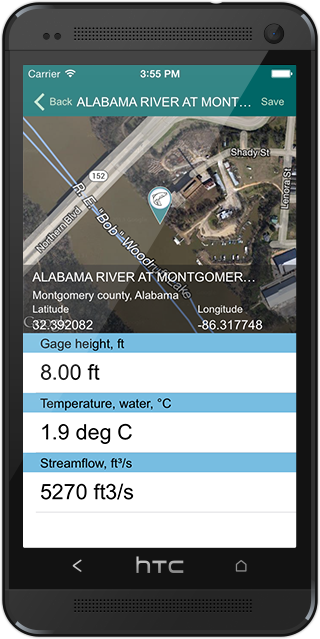 Carrier 3:55 PM
Back ALABAMA RIVER AT MONT... Save
Shady St
Lenora St
152
Northern Blvd
R. E. "Bob" Woodruff Lake
ALABAMA RIVER AT MONTGOMER...
Montgomery county, Alabama
Latitude Longitude
32.392082 -86.317748
Google
Gage height, ft
8.00 ft
Temperature, water, °C
1.9 deg C
Streamflow, ft³/s
5270 ft3/s
hTC